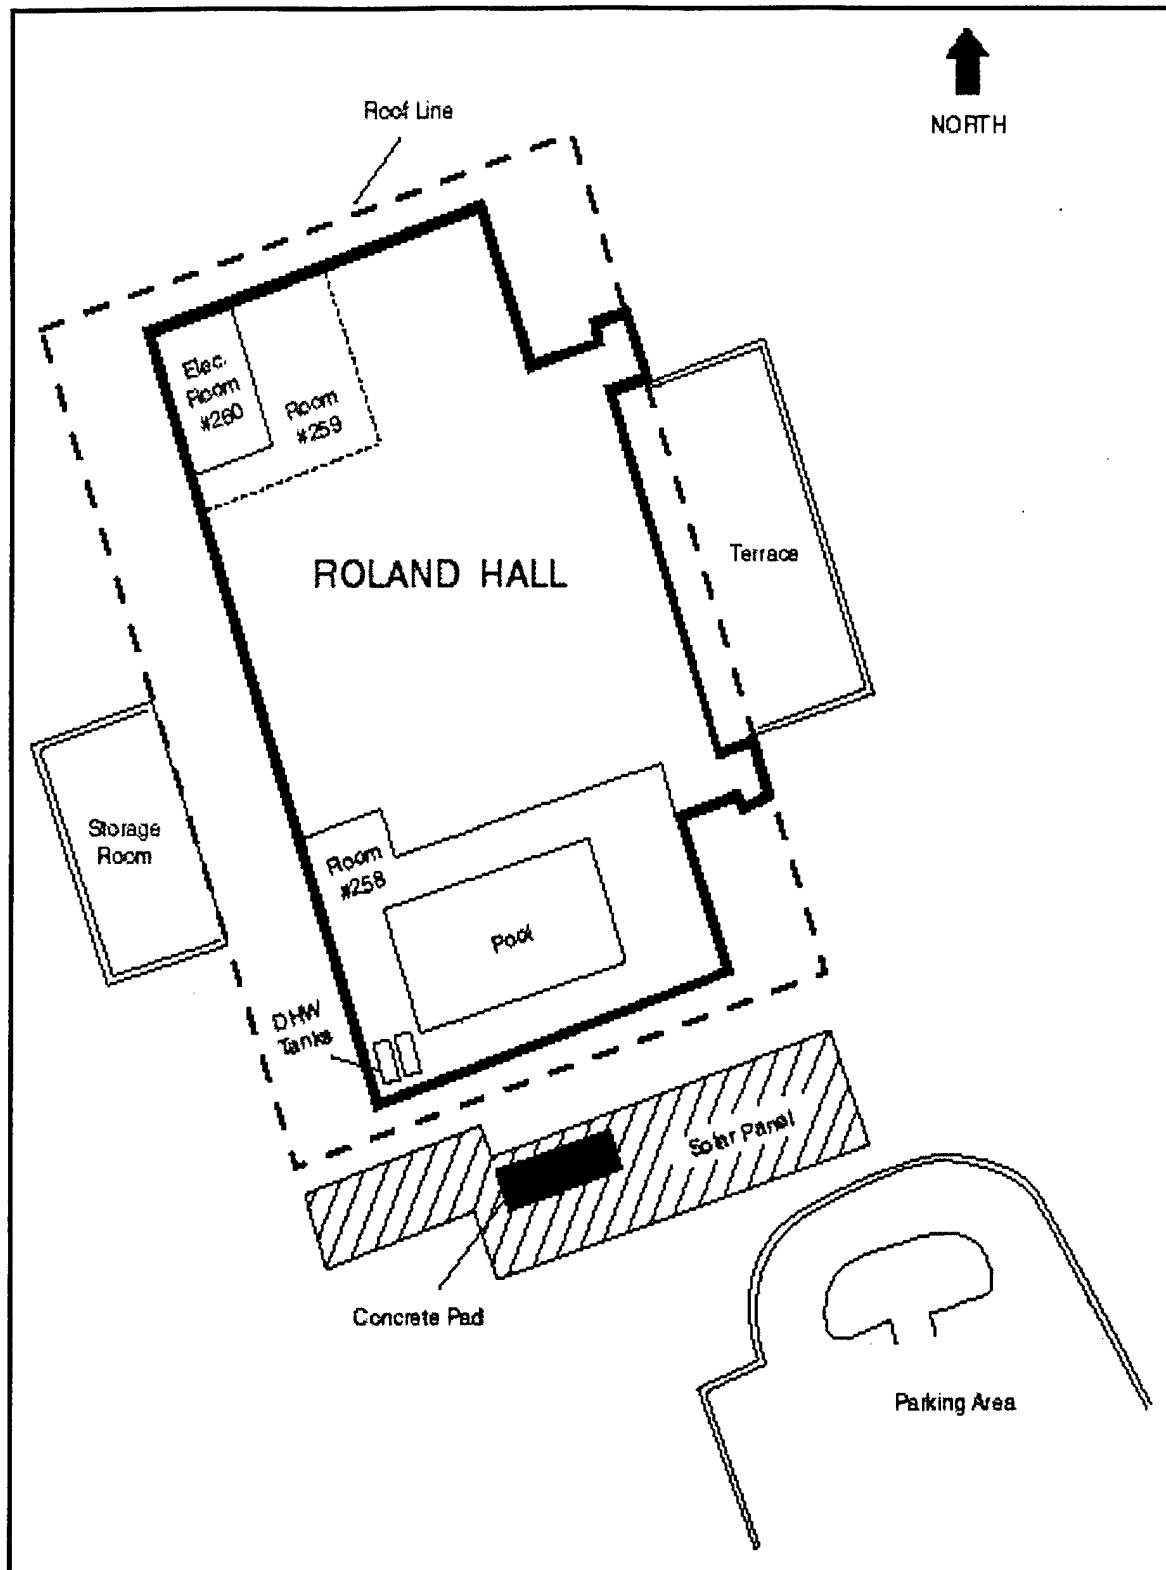 Roof Line
NORTH
Elec.
Room
#260
Room
#259
ROLAND HALL
Terrace
Storage
Room
Room
#258
Pool
DHW
Tanks
Solar Panel
Concrete Pad
Parking Area